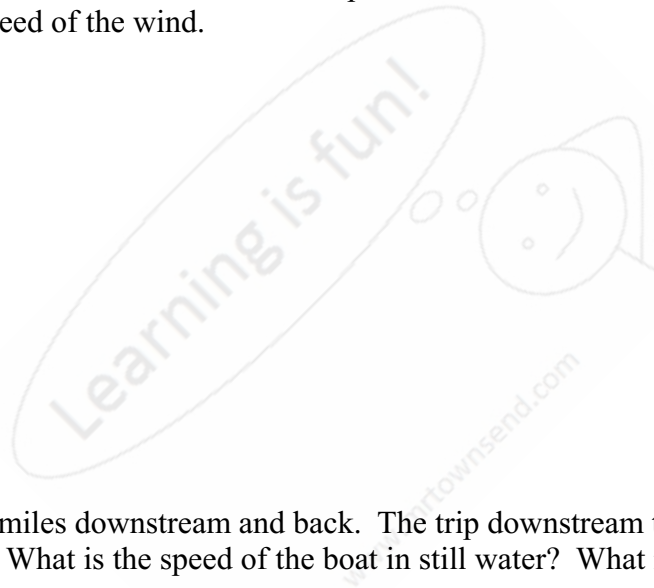 eed of the wind.
Learning is fun!
www.mrtownsend.com
miles downstream and back. The trip downstream
What is the speed of the boat in still water? What